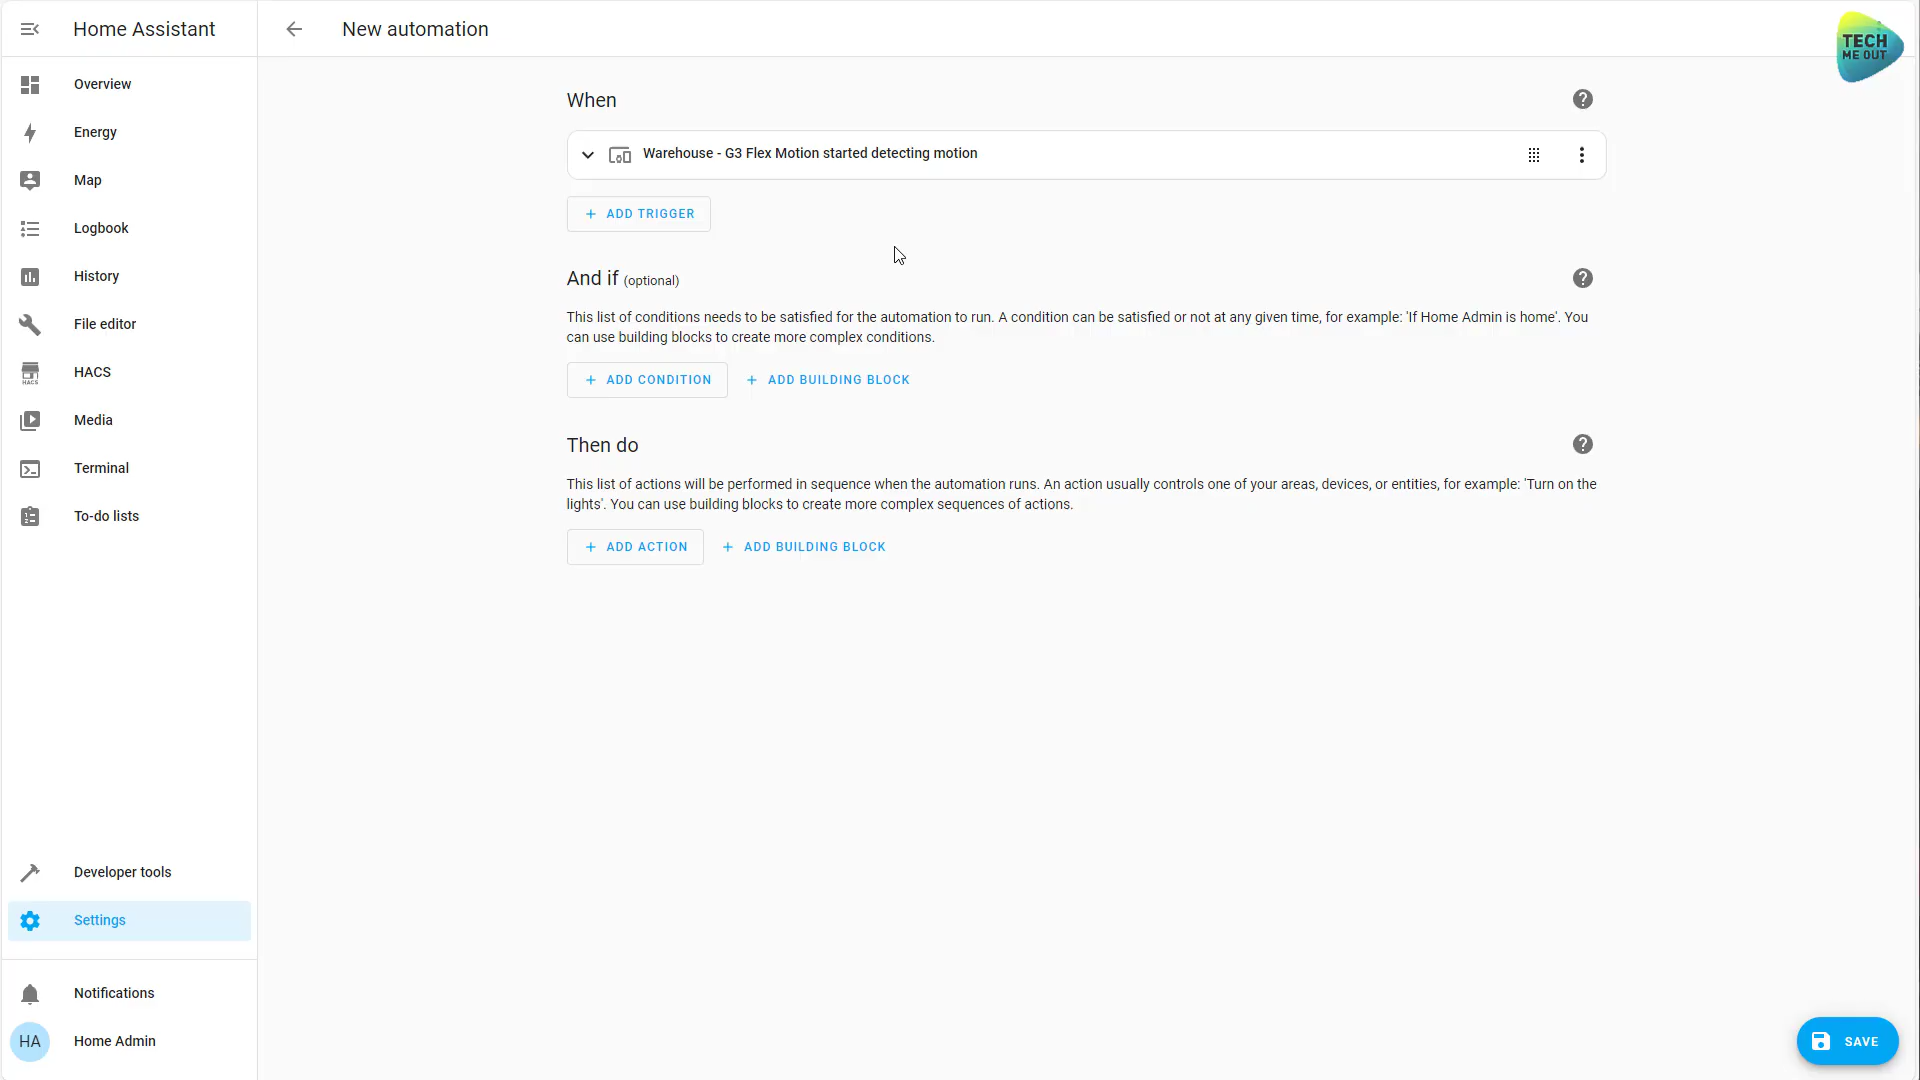 Home Assistant
New automation
TECH
ME OUT
Overview
Energy
Map
Logbook
History
File editor
HACS
HACS
Media
Terminal
To-do lists
Developer tools
Settings
Notifications
HA
Home Admin
When
Warehouse - G3 Flex Motion started detecting motion
ADD TRIGGER
And if (optional)
This list of conditions needs to be satisfied for the automation to run. A condition can be satisfied or not at any given time, for example: 'If Home Admin is home'. You
can use building blocks to create more complex conditions.
ADD CONDITION
ADD BUILDING BLOCK
Then do
This list of actions will be performed in sequence when the automation runs. An action usually controls one of your areas, devices, or entities, for example: 'Turn on the
lights'. You can use building blocks to create more complex sequences of actions.
ADD ACTION
ADD BUILDING BLOCK
SAVE